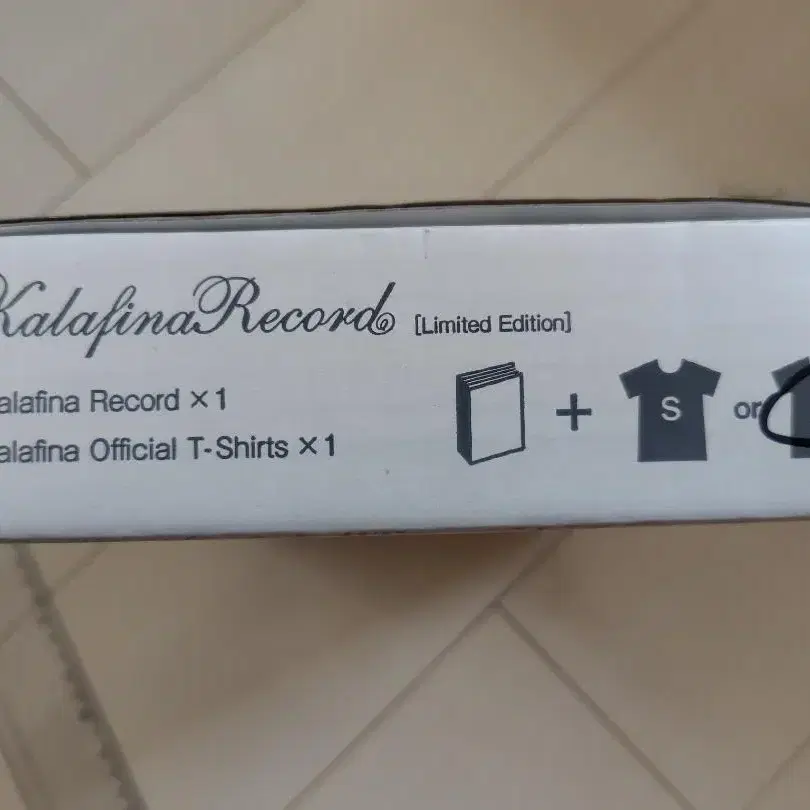 Kalafina Record [Limited Edition]
alafina Record ×1
alafina Official T-Shirts ×1
+ S or